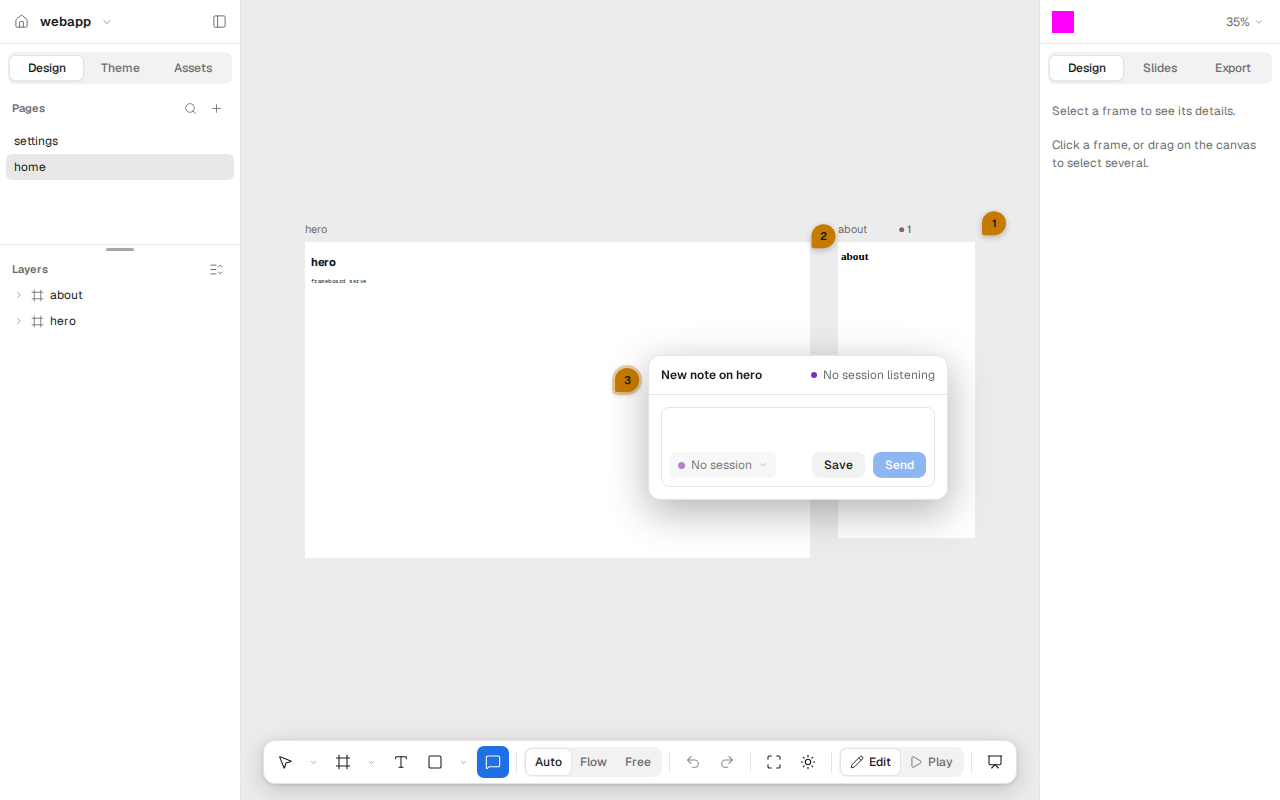 webapp
35%
Design Theme Assets
Design Slides Export
Pages
Select a frame to see its details.
settings
Click a frame, or drag on the canvas
to select several.
home
hero
2
about
1
1
hero
about
frameboard serve
Layers
about
hero
3
New note on hero
No session listening
No session
Save
Send
Auto Flow Free
Edit Play